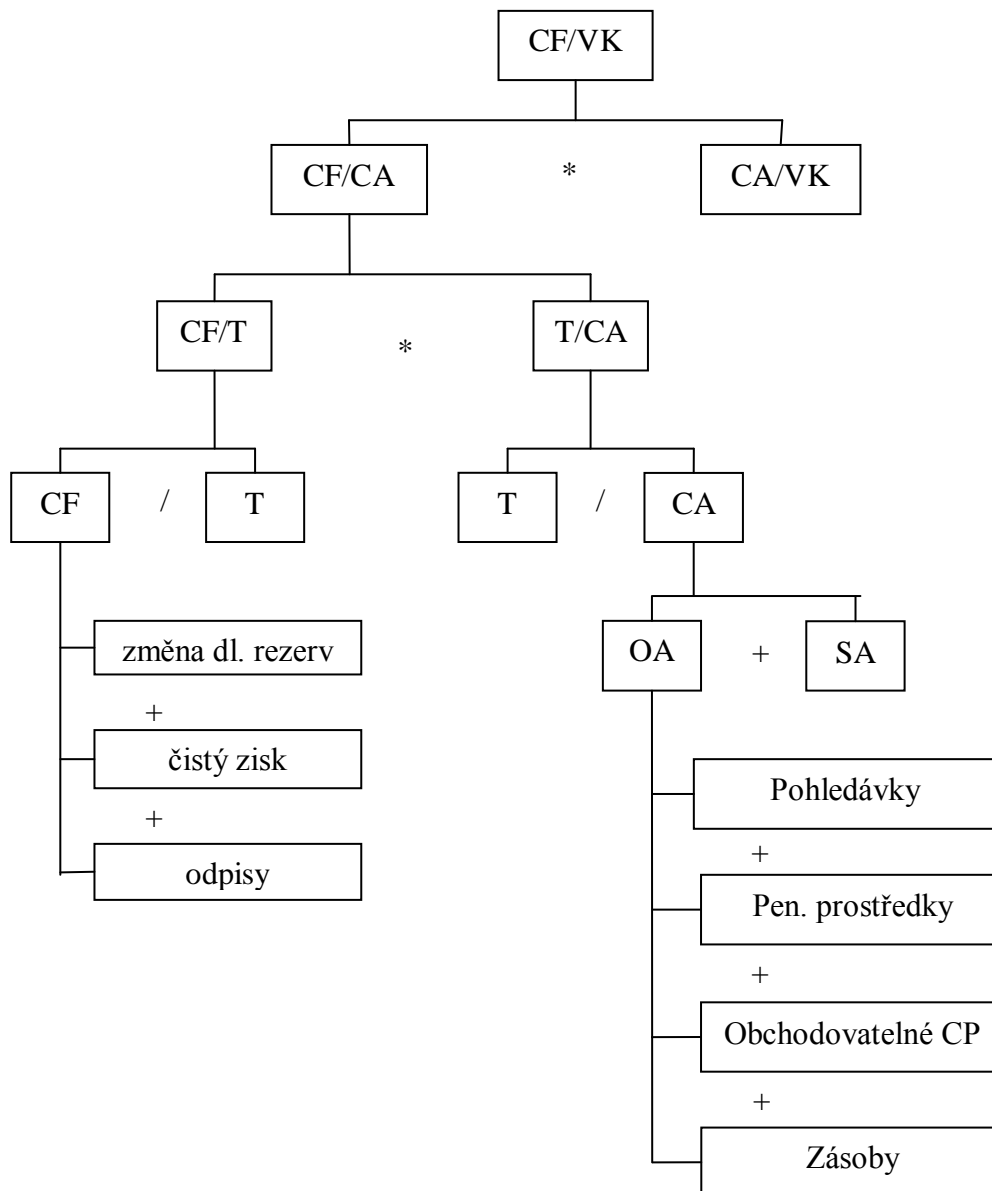 CF/VK
CF/CA * CA/VK
CF/T * T/CA
CF / T T / CA
změna dl. rezerv
+
čistý zisk
+
odpisy
OA + SA
Pohledávky
+
Pen. prostředky
+
Obchodovatelné CP
+
Zásoby